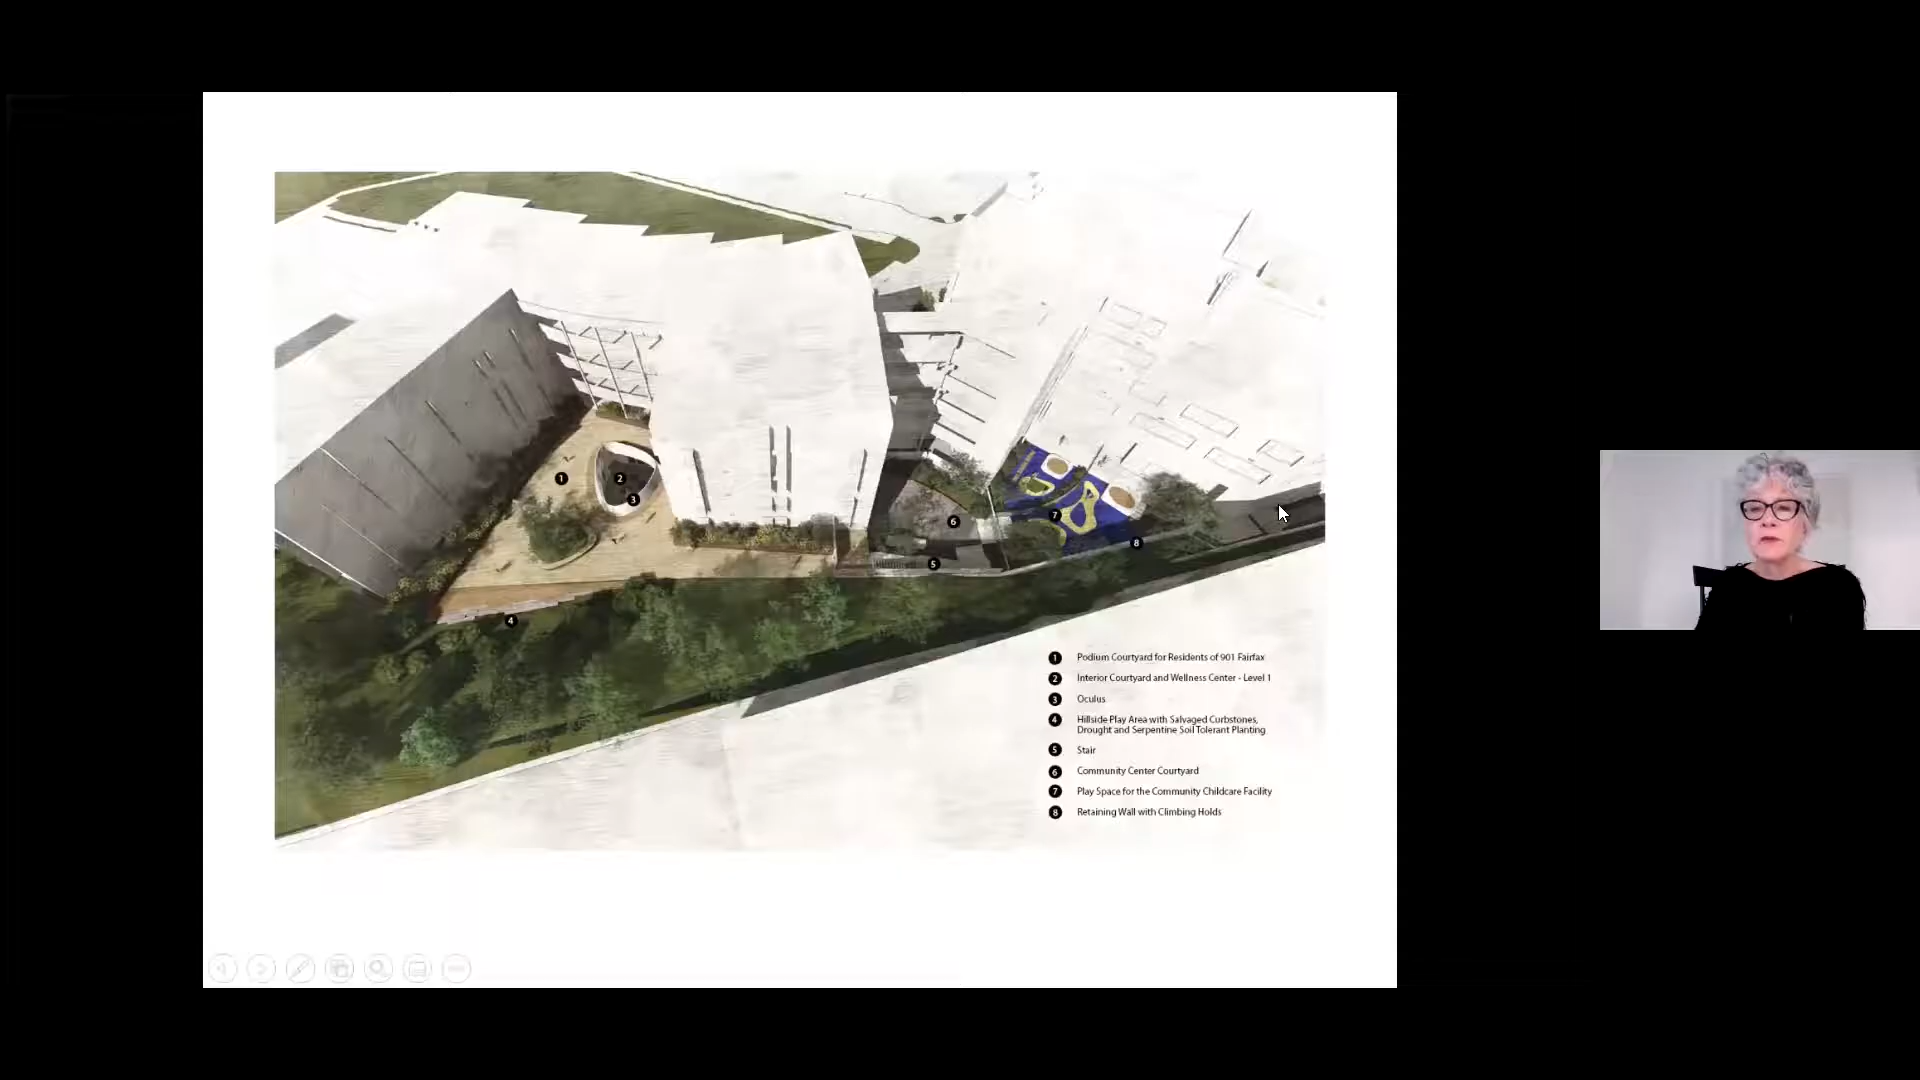 1
2
3
4
5
6
7
8
1 Podium Courtyard for Residents of 901 Fairfax
2 Interior Courtyard and Wellness Center - Level 1
3 Oculus
4 Hillside Play Area with Salvaged Curbstones,
Drought and Serpentine Soil Tolerant Planting
5 Stair
6 Community Center Courtyard
7 Play Space for the Community Childcare Facility
8 Retaining Wall with Climbing Holds